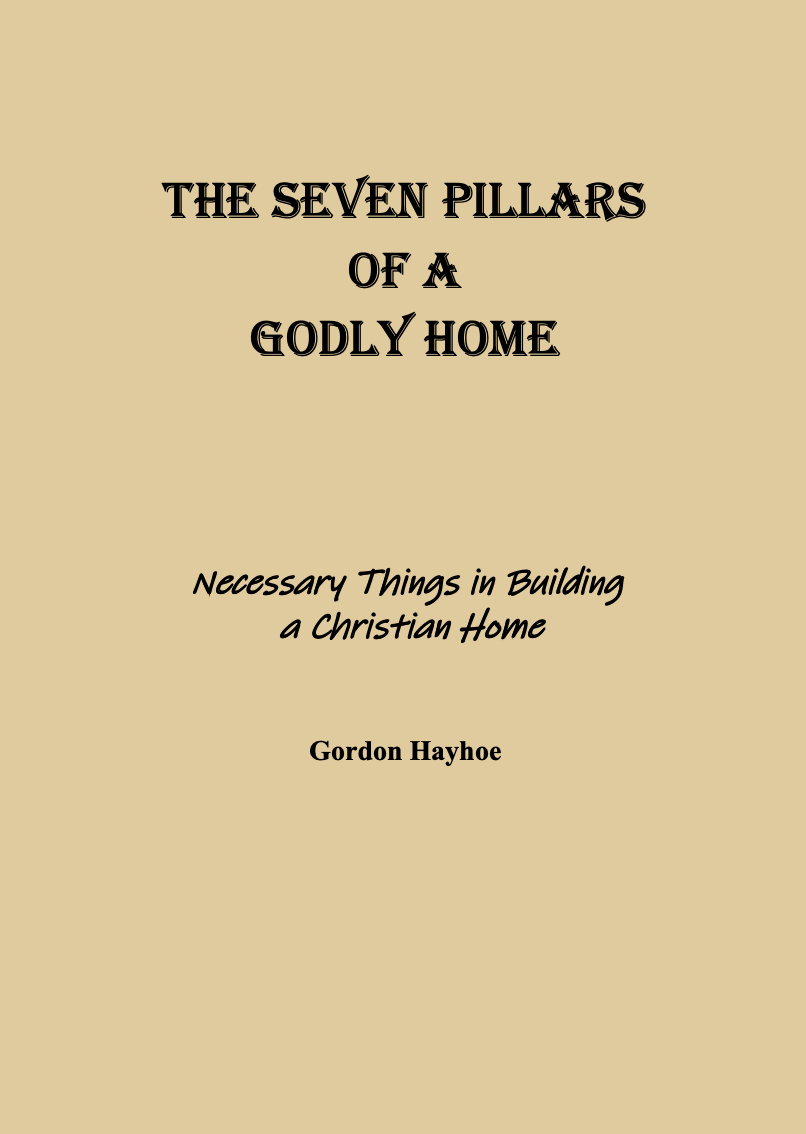 THE SEVEN PILLARS
OF A
GODLY HOME
Necessary Things in Building
a Christian Home
Gordon Hayhoe